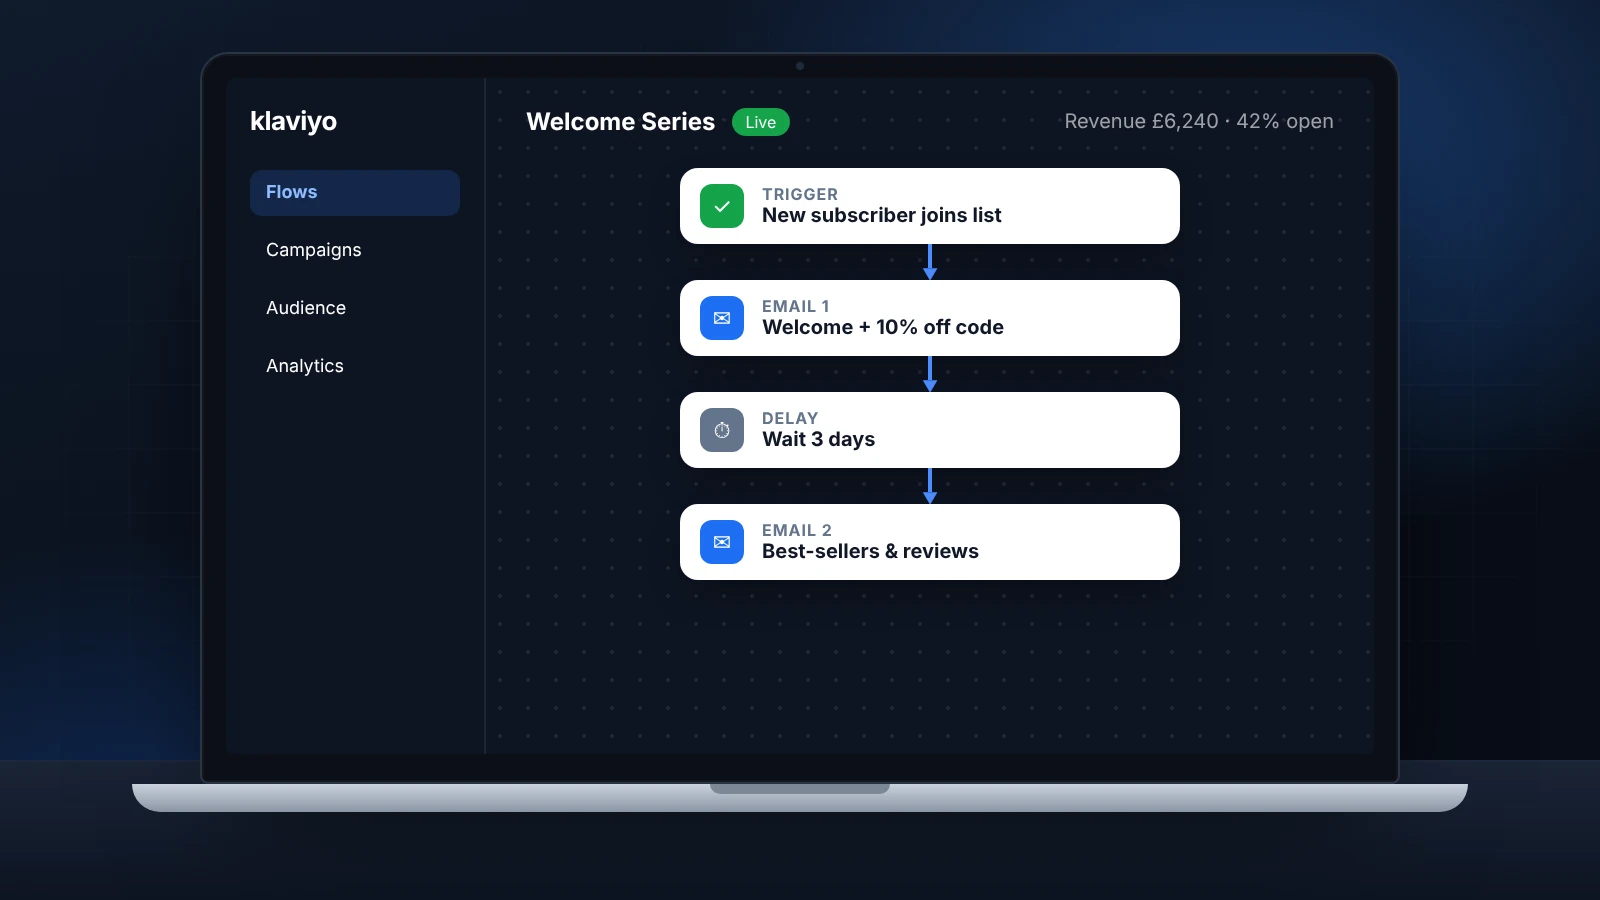 klaviyo
Flows
Campaigns
Audience
Analytics
Welcome Series
Live
Revenue £6,240 · 42% open
TRIGGER
New subscriber joins list
EMAIL 1
Welcome + 10% off code
DELAY
Wait 3 days
EMAIL 2
Best-sellers & reviews